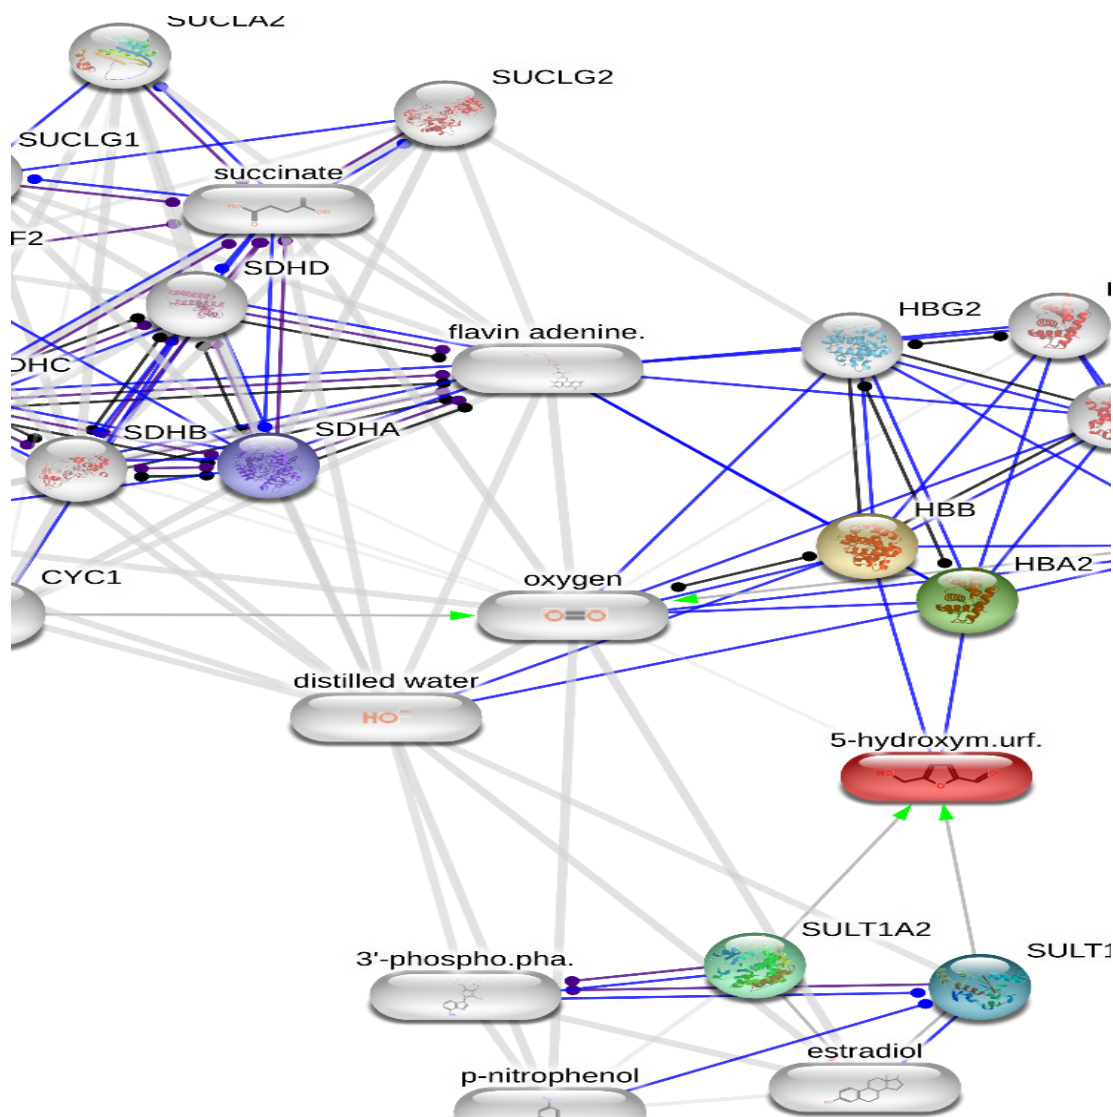 SUCLA2
SUCLG2
SUCLG1
succinate
F2
SDHD
HBG2
flavin adenine.
DHC
SDHB
SDHA
HBB
CYC1
oxygen
HBA2
distilled water
HO
5-hydroxym.urf.
SULT1A2
SULT1
3'-phospho.pha.
estradiol
p-nitrophenol